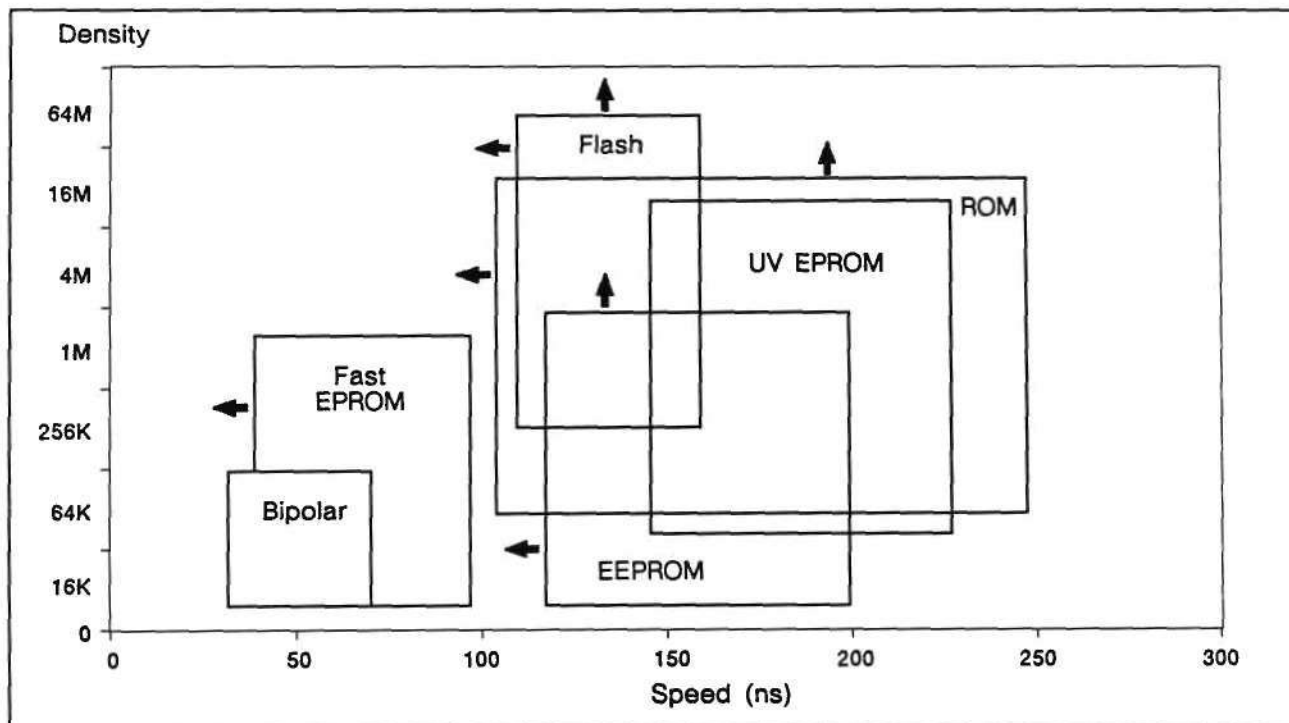 Density
64M
Flash
16M
ROM
UV EPROM
4M
1M
Fast
EPROM
256K
Bipolar
64K
EEPROM
16K
0
0 50 100 150 200 250 300
Speed (ns)